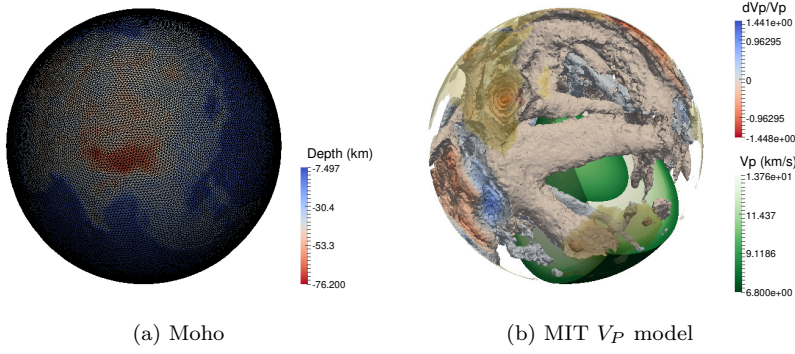 Depth (km)
-7.497
-30.4
-53.3
-76.200
dVp/Vp
1.441e+00
0.96295
0
-0.96295
-1.448e+00
Vp (km/s)
1.376e+01
11.437
9.1186
6.800e+00
(a) Moho
(b) MIT V_P model